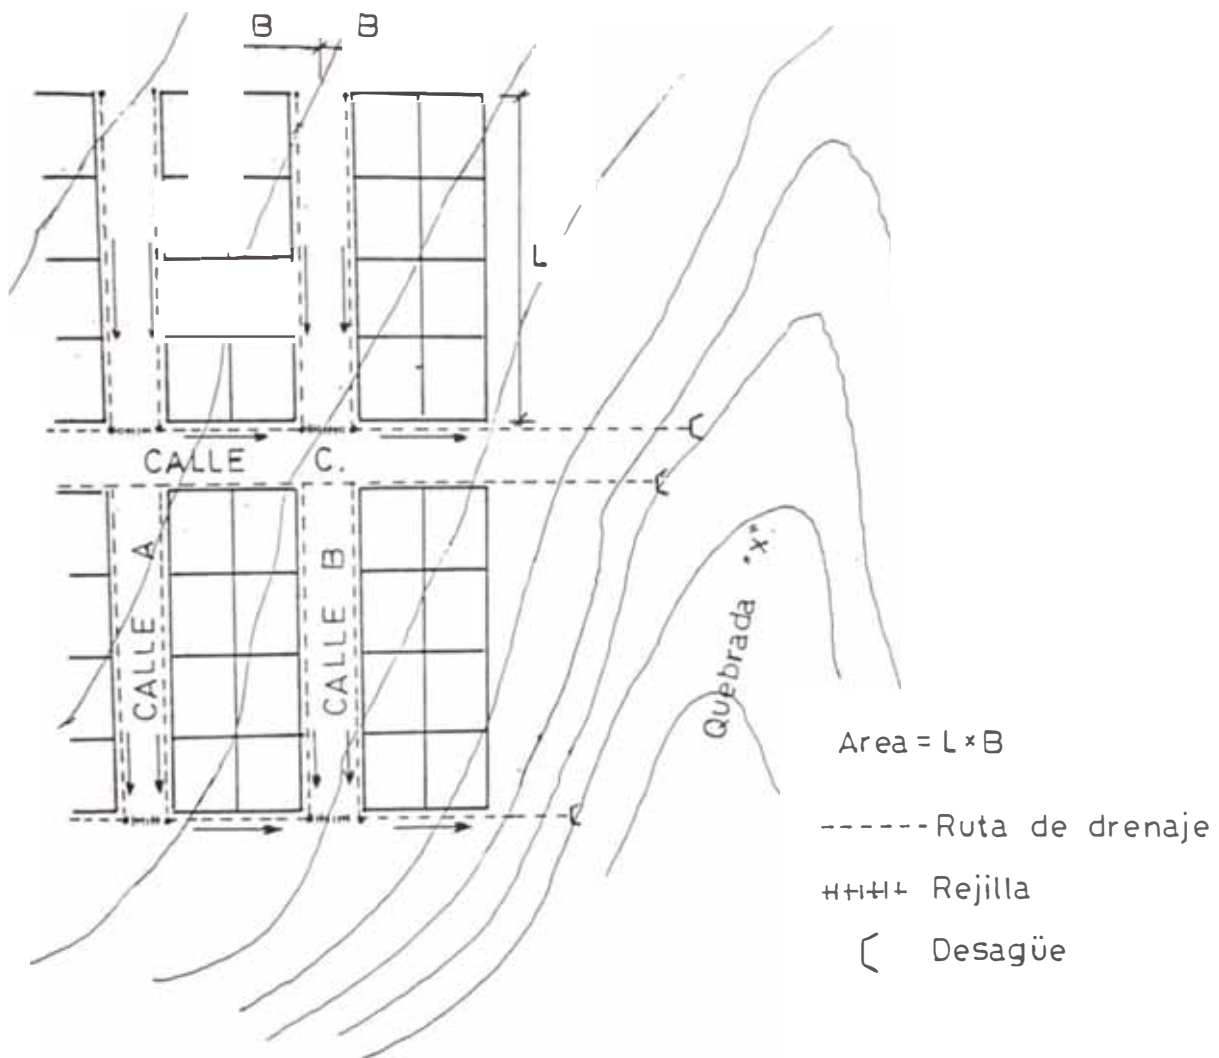 B B
L
CALLE C.
CALLE A
CALLE B
Quebrada "X"
Area = L × B
Ruta de drenaje
Rejilla
Desagüe